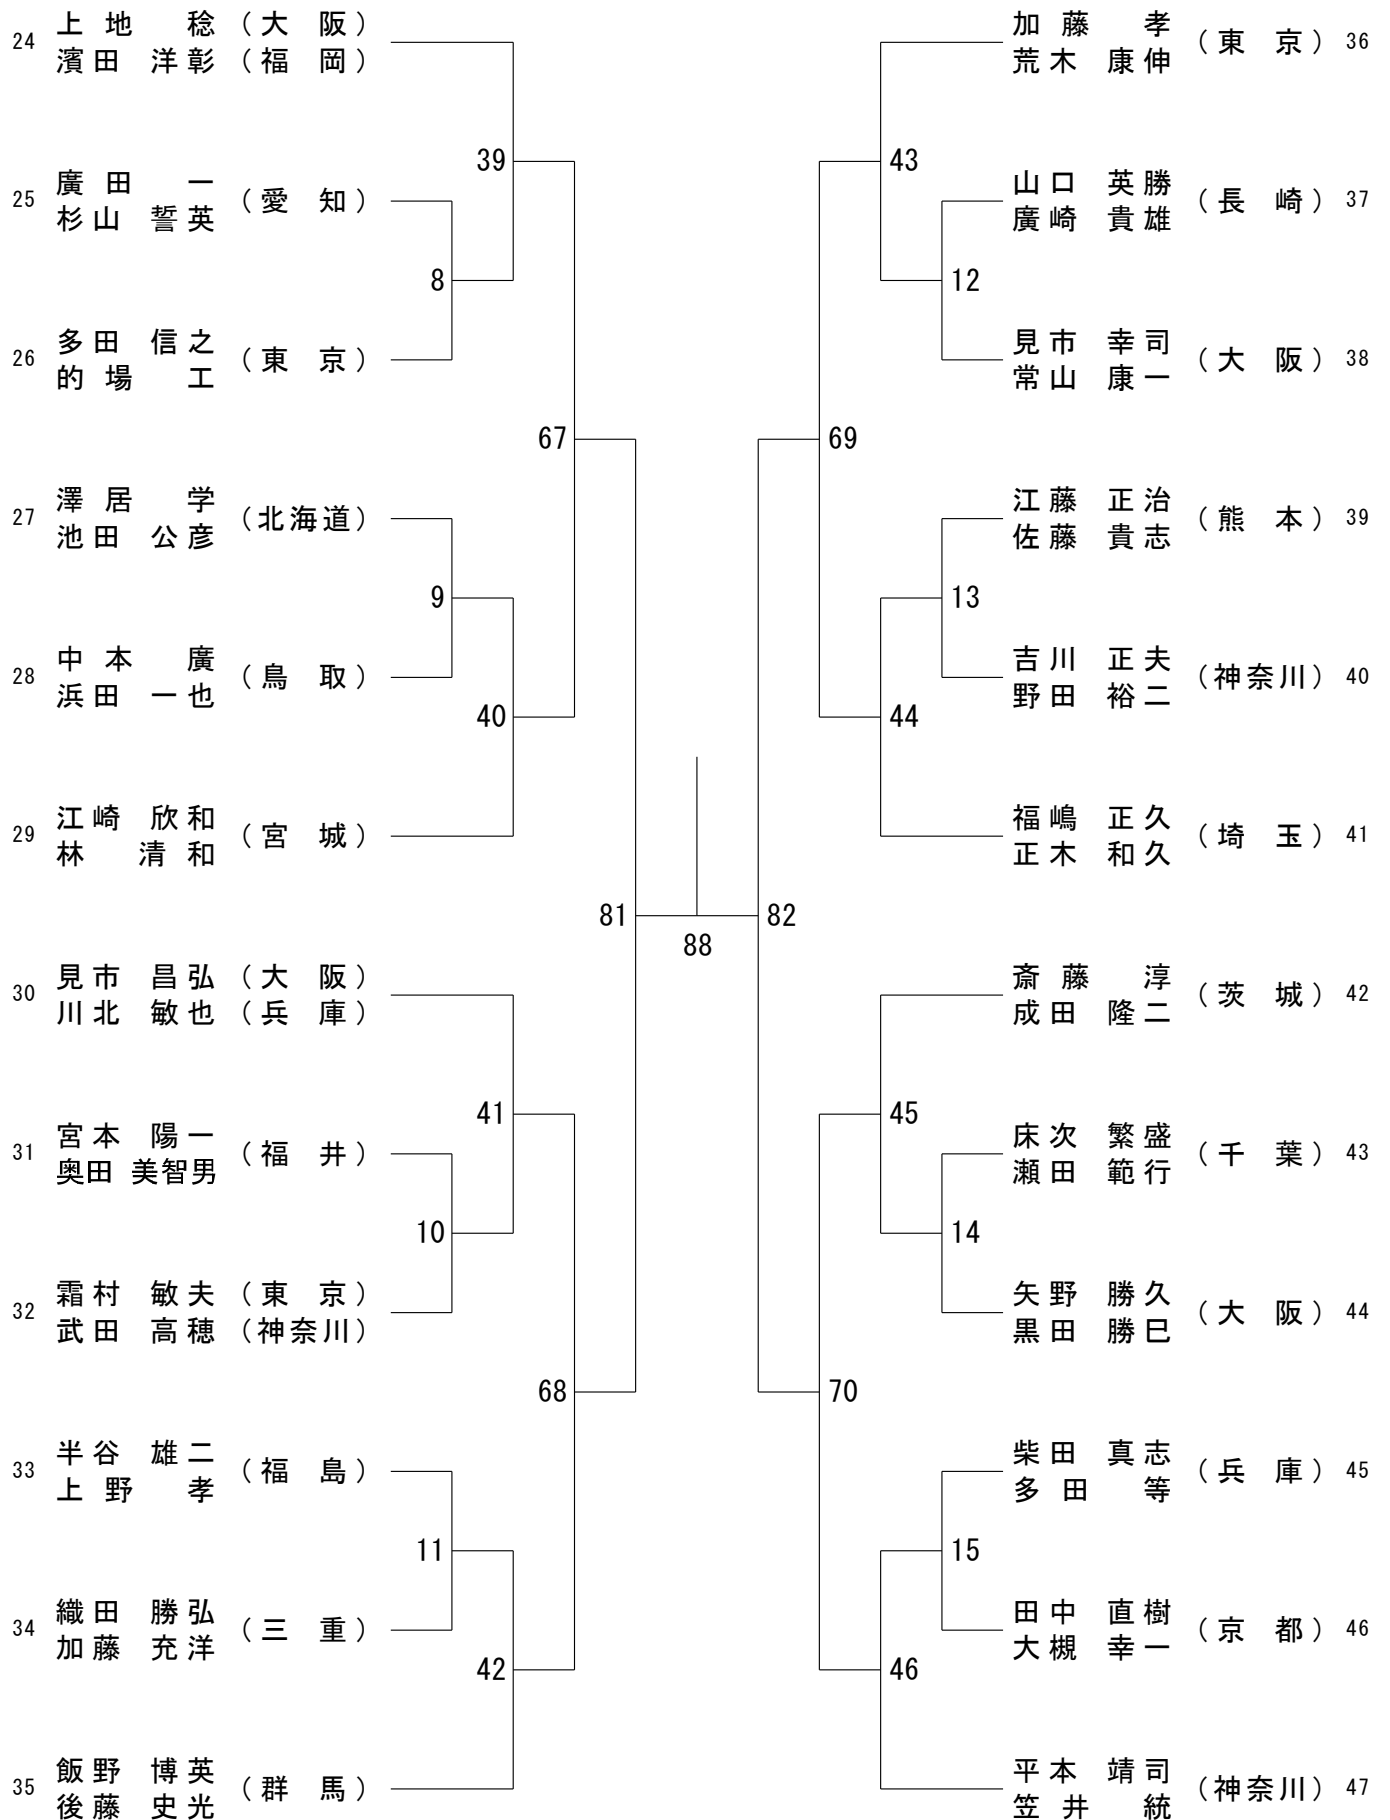 24 上地 稔 （大 阪）
濱田 洋彰 （福 岡）
39
25 廣田 一 （愛 知）
杉山 誓英
8
26 多田 信之 （東 京）
的場 工
67
27 澤居 学 （北海道）
池田 公彦
9
28 中本 廣 （鳥 取）
浜田 一也
40
29 江崎 欣和 （宮 城）
林 清和
81
30 見市 昌弘 （大 阪）
川北 敏也 （兵 庫）
41
31 宮本 陽一 （福 井）
奥田 美智男
10
32 霜村 敏夫 （東 京）
武田 高穂 （神奈川）
68
33 半谷 雄二 （福 島）
上野 孝
11
34 織田 勝弘 （三 重）
加藤 充洋
42
35 飯野 博英 （群 馬）
後藤 史光
88
加藤 孝 （東 京） 36
荒木 康伸
43
山口 英勝 （長 崎） 37
廣崎 貴雄
12
見市 幸司 （大 阪） 38
常山 康一
69
江藤 正治 （熊 本） 39
佐藤 貴志
13
吉川 正夫 （神奈川） 40
野田 裕二
44
福嶋 正久 （埼 玉） 41
正木 和久
82
斎藤 淳 （茨 城） 42
成田 隆二
45
床次 繁盛 （千 葉） 43
瀬田 範行
14
矢野 勝久 （大 阪） 44
黒田 勝巳
70
柴田 真志 （兵 庫） 45
多田 等
15
田中 直樹 （京 都） 46
大槻 幸一
46
平本 靖司 （神奈川） 47
笠井 統